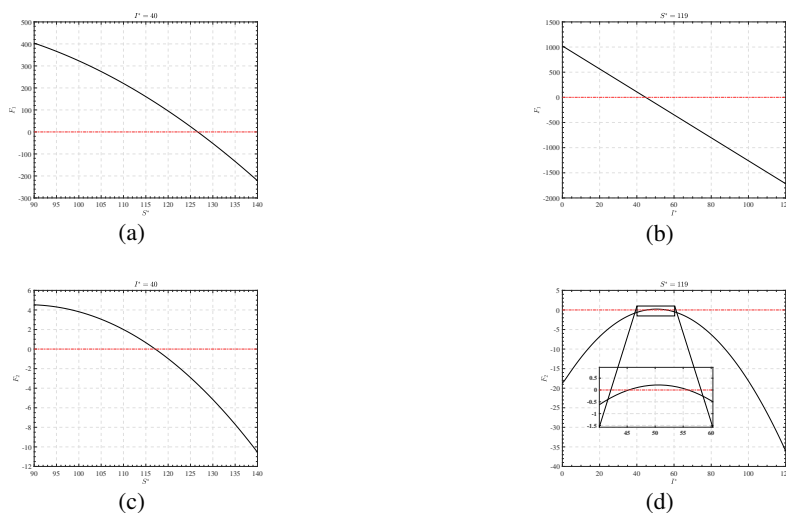 I* = 40
500
400
300
200
100
0
-100
-200
-300
F₁
90 95 100 105 110 115 120 125 130 135 140
S*
(a)
S* = 119
1500
1000
500
0
-500
-1000
-1500
-2000
F₁
0 20 40 60 80 100 120
I*
(b)
I* = 40
6
4
2
0
-2
-4
-6
-8
-10
-12
F₂
90 95 100 105 110 115 120 125 130 135 140
S*
(c)
S* = 119
5
0
-5
-10
-15
-20
-25
-30
-35
-40
F₂
0.5
0
-0.5
-1
-1.5
45 50 55 60
0 20 40 60 80 100 120
I*
(d)